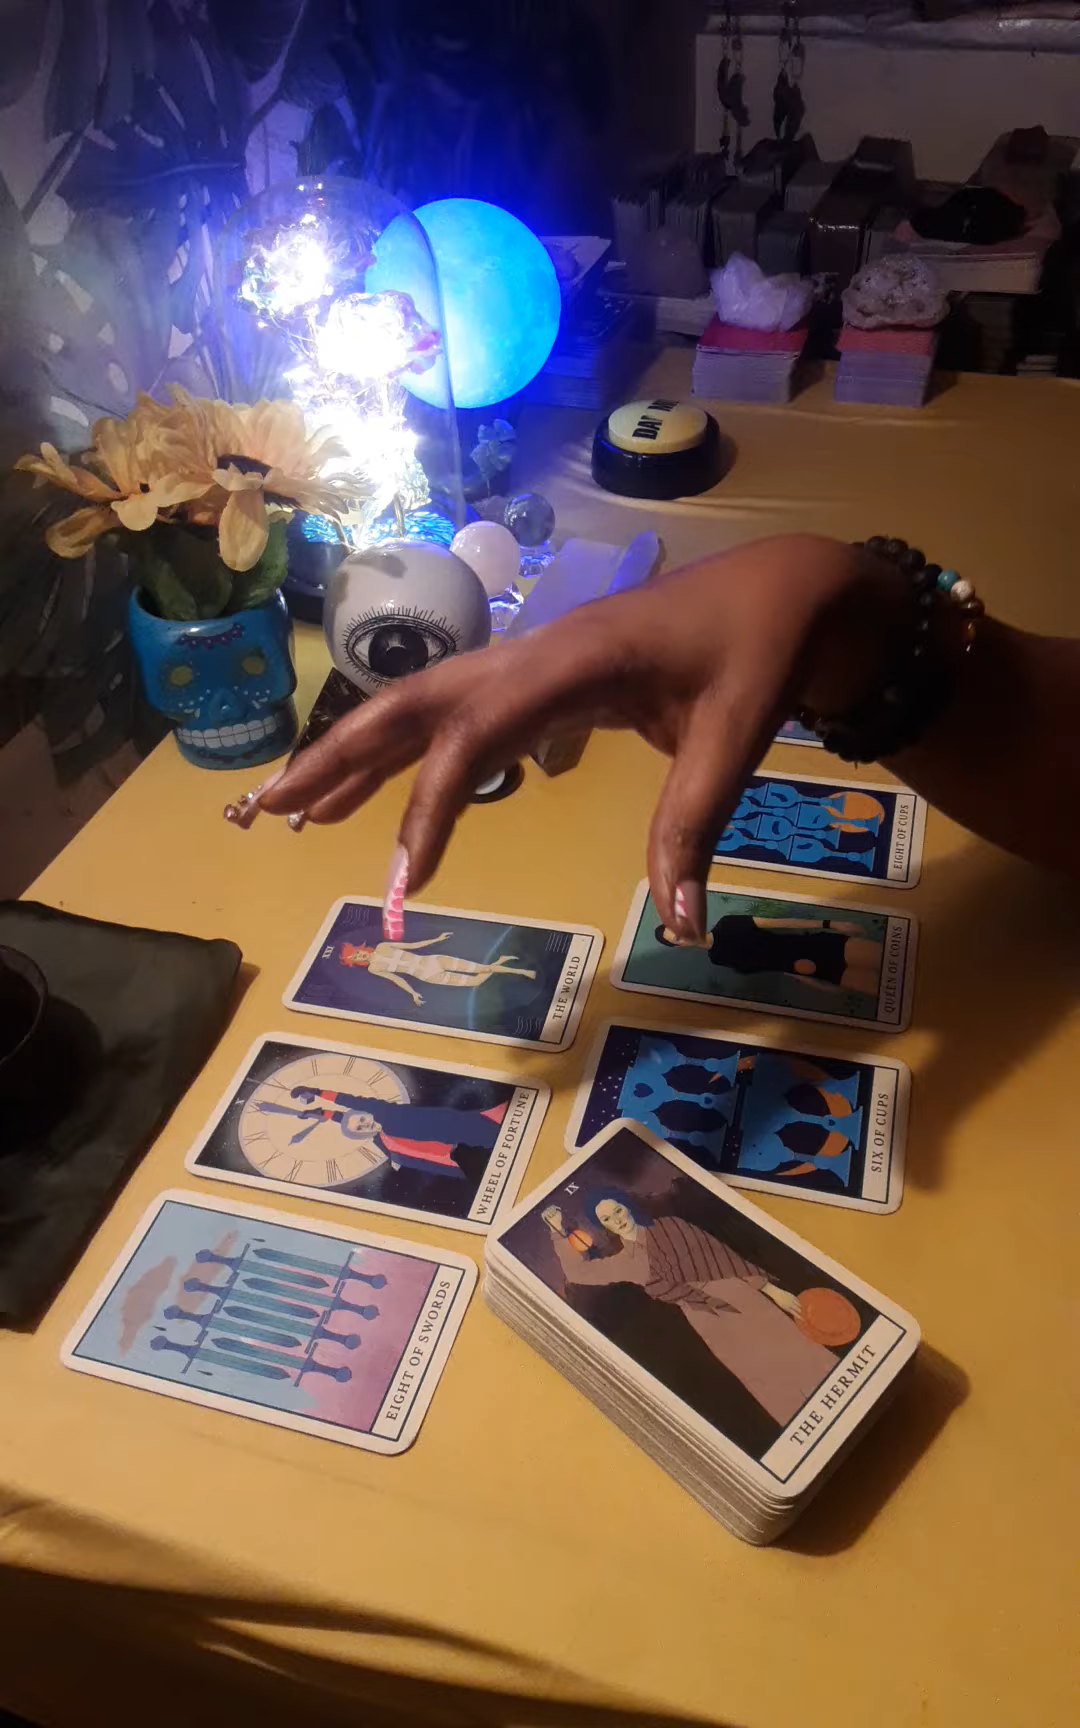 EIGHT OF CUPS
XXI
THE WORLD
QUEEN OF COINS
X
WHEEL OF FORTUNE
SIX OF CUPS
EIGHT OF SWORDS
IX
THE HERMIT